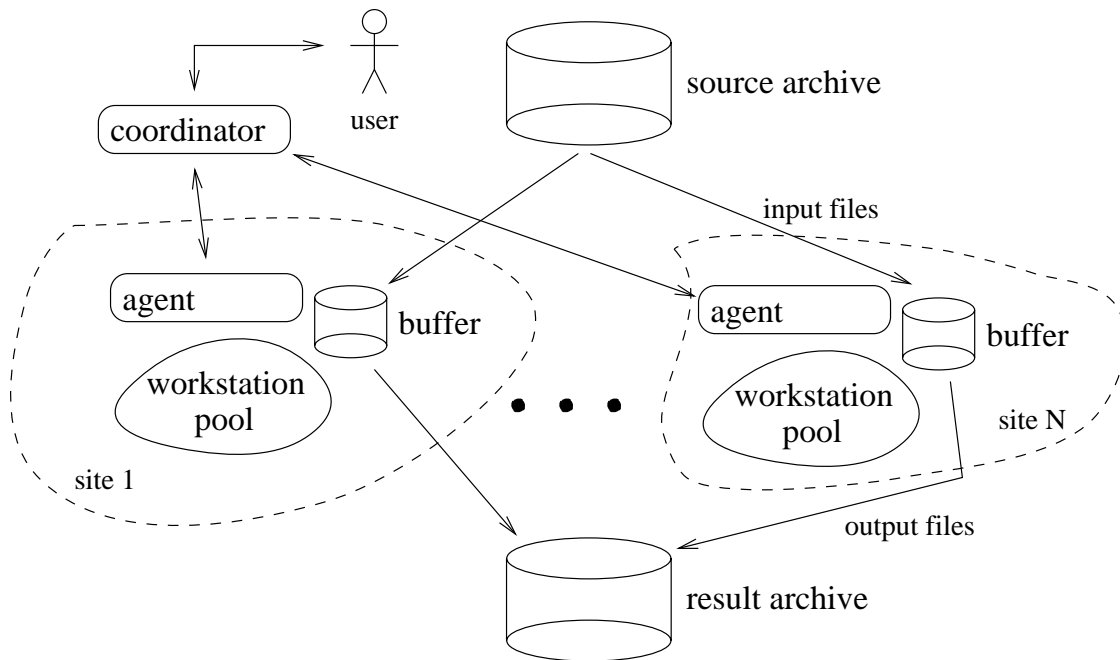 user
source archive
coordinator
input files
agent
buffer
workstation
pool
site 1
agent
buffer
workstation
pool
site N
output files
result archive